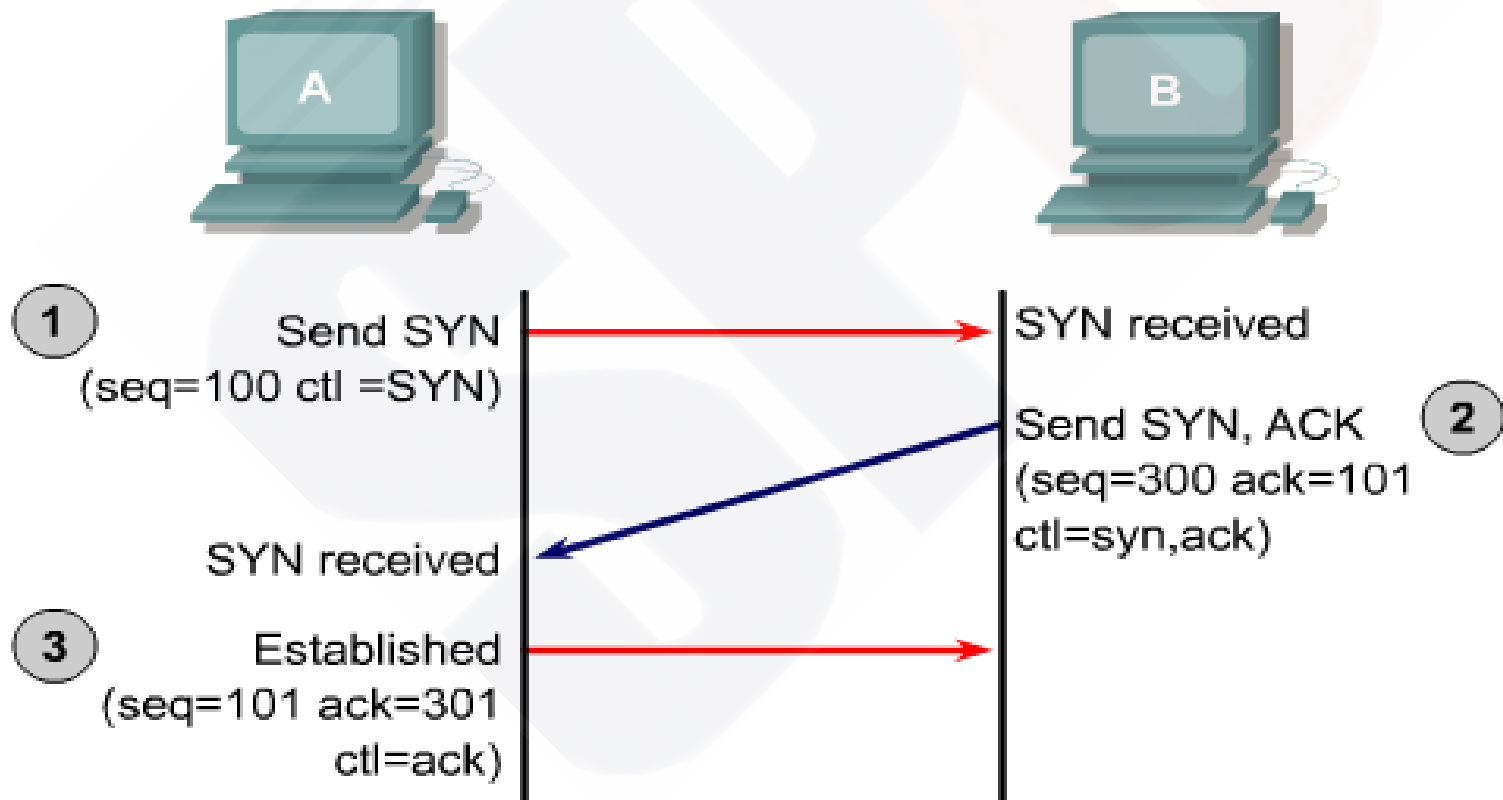 A
B
1
Send SYN
(seq=100 ctl =SYN)
SYN received
2
Send SYN, ACK
(seq=300 ack=101
ctl=syn,ack)
SYN received
3
Established
(seq=101 ack=301
ctl=ack)